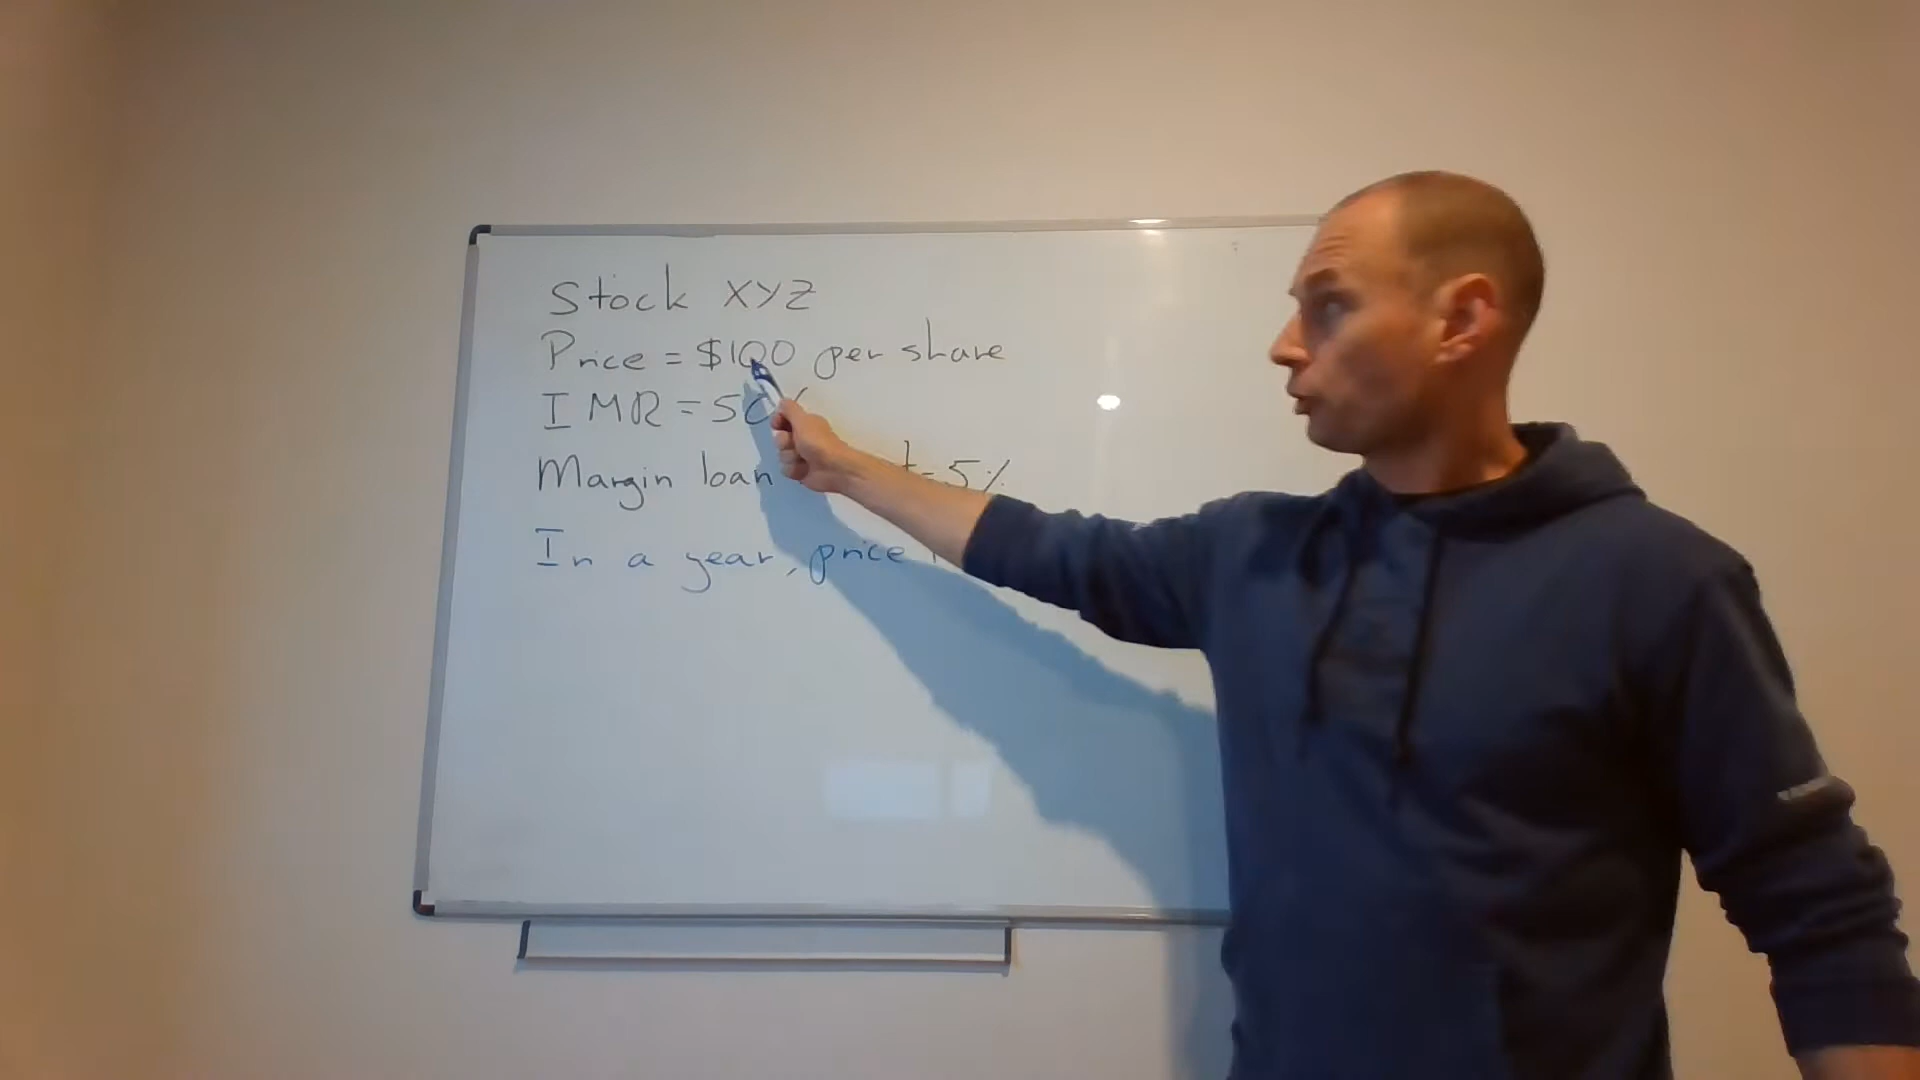 Stock XYZ
Price = $100 per share
IMR = 50%
Margin loan = 5%
In a year, price